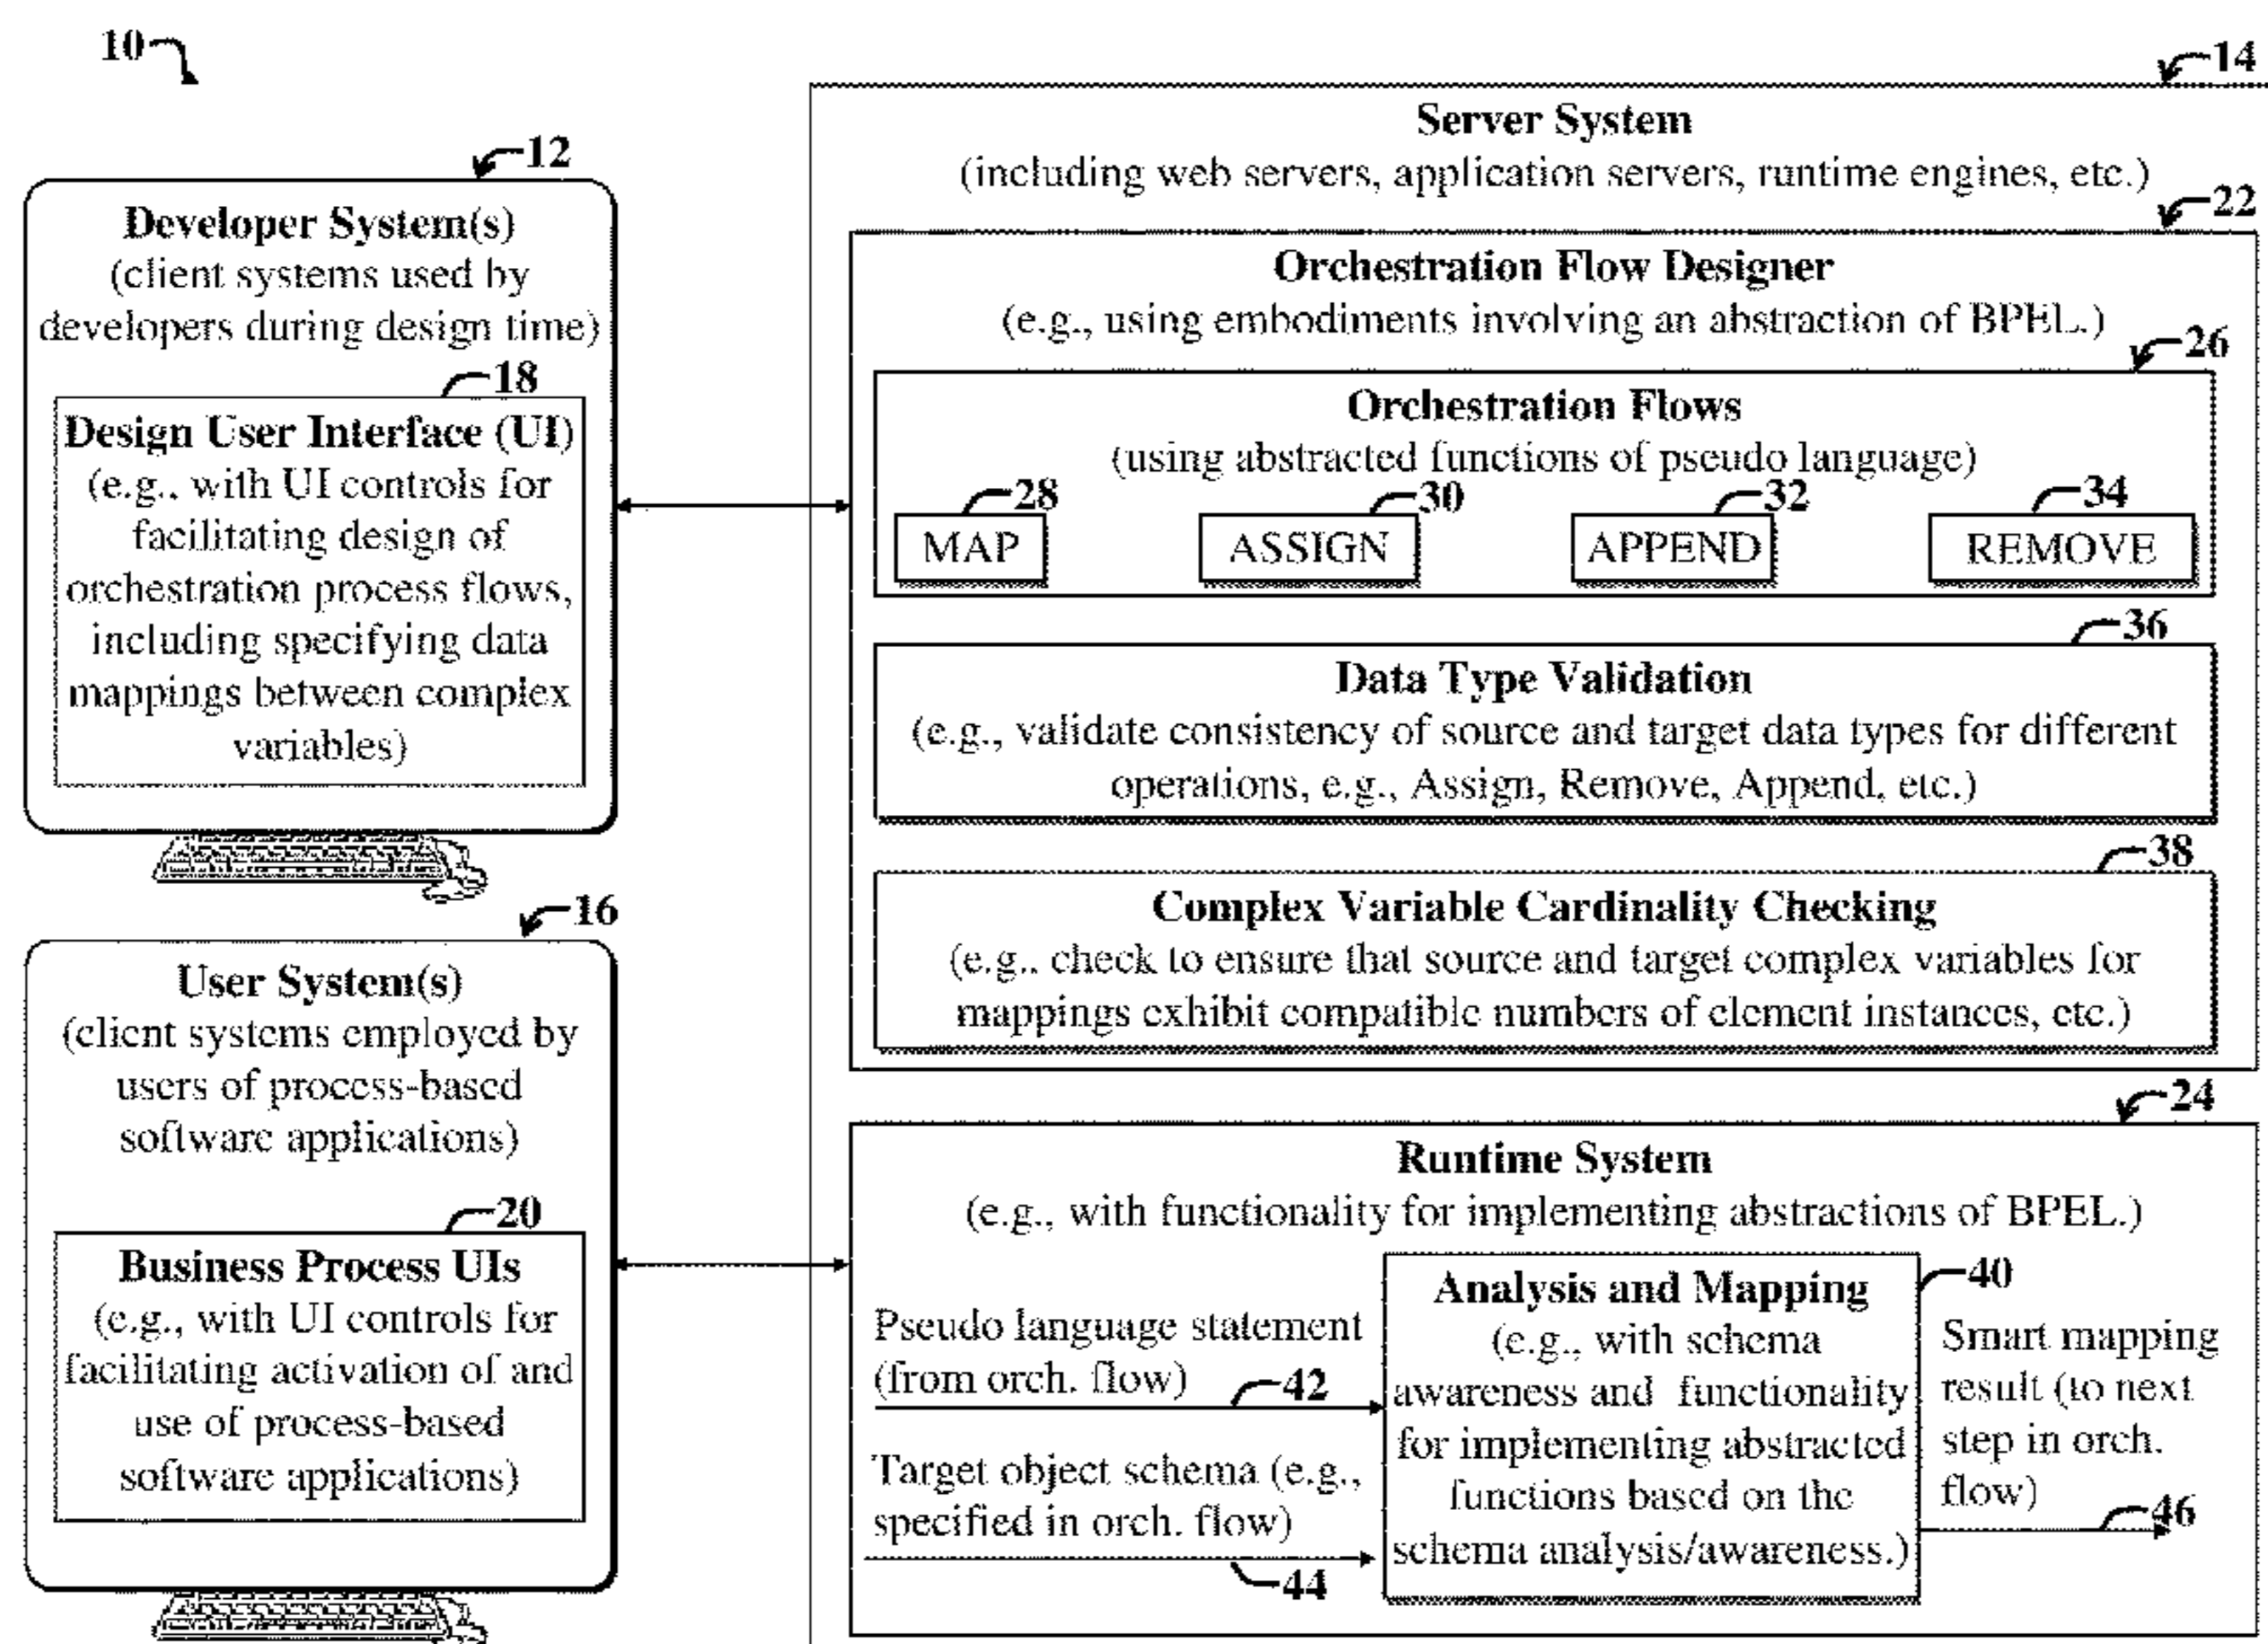 10
12
Developer System(s)
(client systems used by
developers during design time)
18
Design User Interface (UI)
(e.g., with UI controls for
facilitating design of
orchestration process flows,
including specifying data
mappings between complex
variables)
16
User System(s)
(client systems employed by
users of process-based
software applications)
20
Business Process UIs
(e.g., with UI controls for
facilitating activation of and
use of process-based
software applications)
14
Server System
(including web servers, application servers, runtime engines, etc.)
22
Orchestration Flow Designer
(e.g., using embodiments involving an abstraction of BPEL.)
26
Orchestration Flows
(using abstracted functions of pseudo language)
28
30
32
34
MAP
ASSIGN
APPEND
REMOVE
36
Data Type Validation
(e.g., validate consistency of source and target data types for different
operations, e.g., Assign, Remove, Append, etc.)
38
Complex Variable Cardinality Checking
(e.g., check to ensure that source and target complex variables for
mappings exhibit compatible numbers of element instances, etc.)
24
Runtime System
(e.g., with functionality for implementing abstractions of BPEL.)
Pseudo language statement
(from orch. flow)
42
Target object schema (e.g.,
specified in orch. flow)
44
40
Analysis and Mapping
(e.g., with schema
awareness and functionality
for implementing abstracted
functions based on the
schema analysis/awareness.)
Smart mapping
result (to next
step in orch.
flow)
46